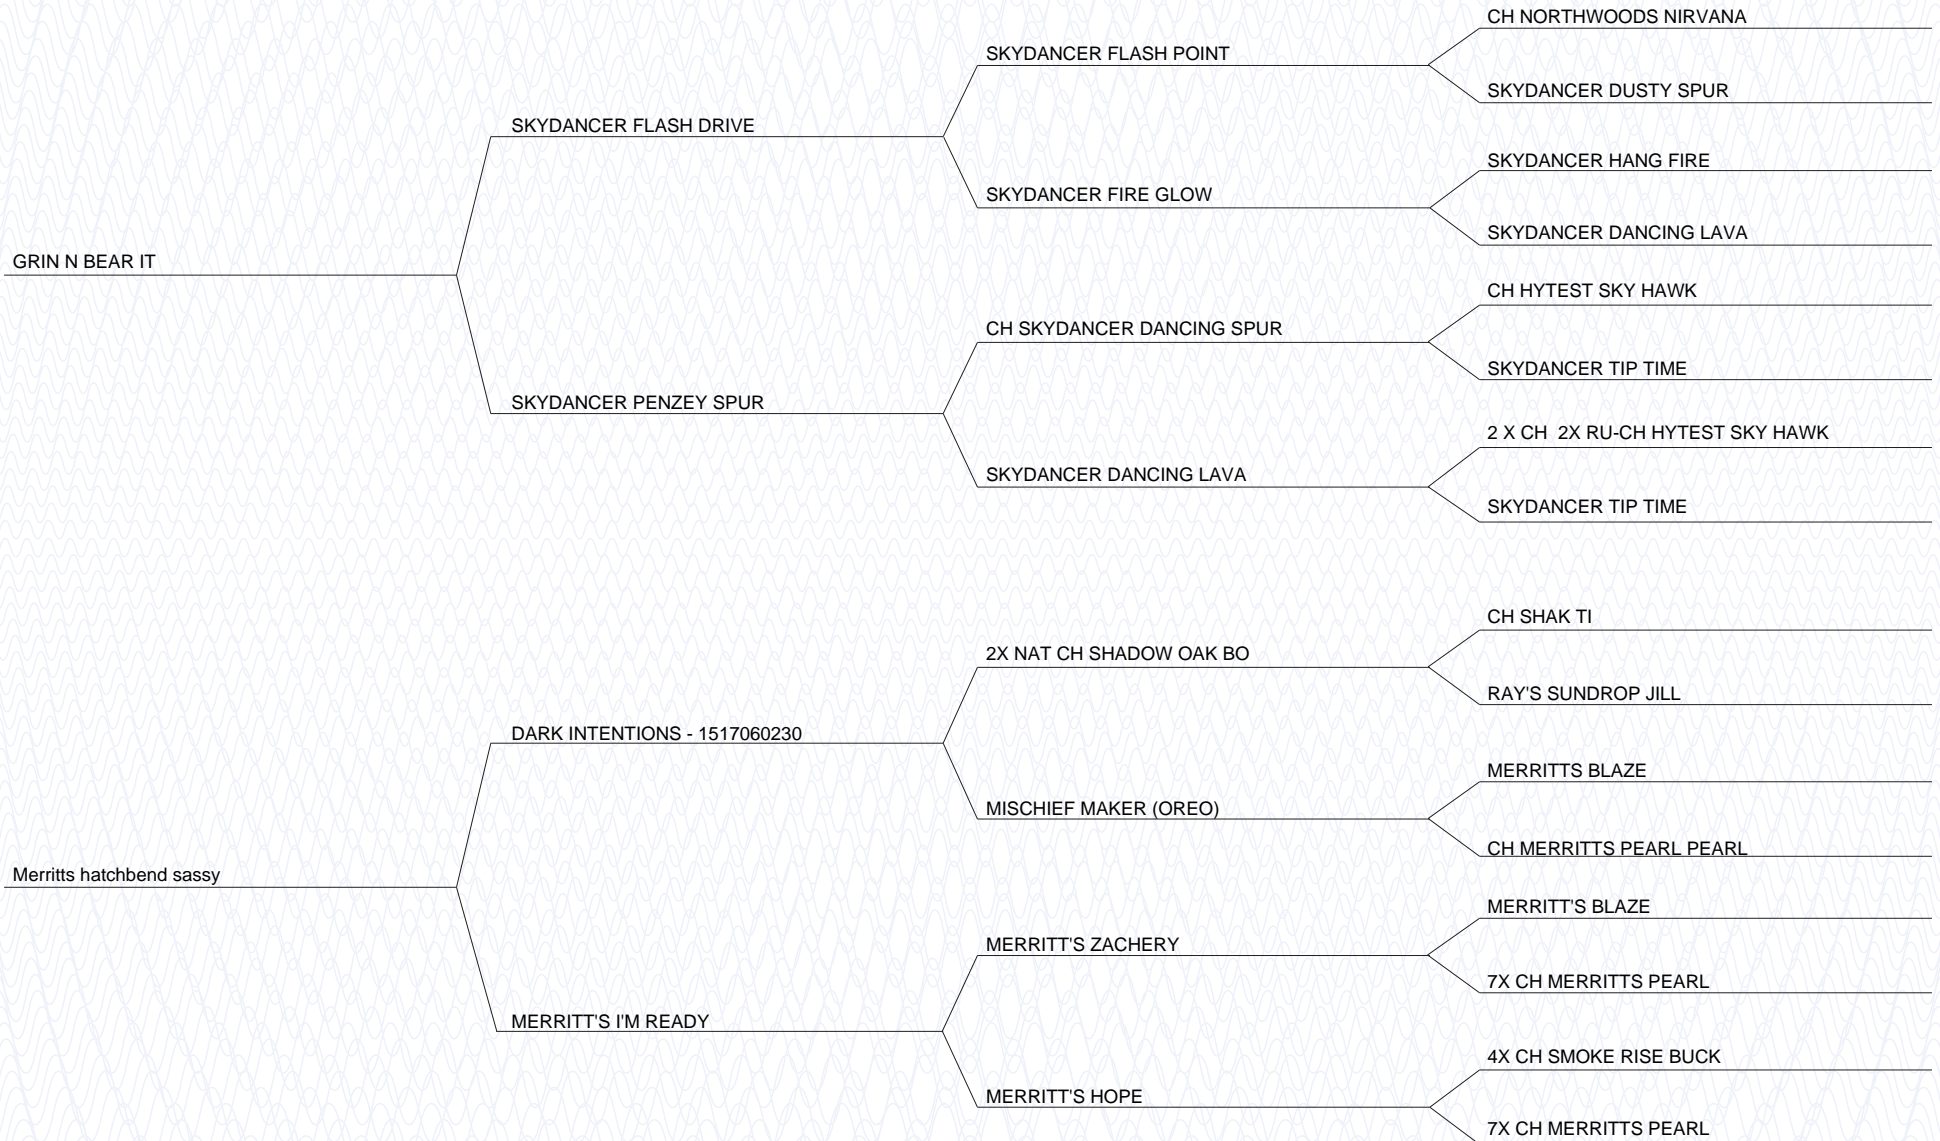 CH NORTHWOODS NIRVANA
SKYDANCER FLASH POINT
SKYDANCER DUSTY SPUR
SKYDANCER FLASH DRIVE
SKYDANCER HANG FIRE
SKYDANCER FIRE GLOW
SKYDANCER DANCING LAVA
GRIN N BEAR IT
CH HYTEST SKY HAWK
CH SKYDANCER DANCING SPUR
SKYDANCER TIP TIME
SKYDANCER PENZEY SPUR
2 X CH  2X RU-CH HYTEST SKY HAWK
SKYDANCER DANCING LAVA
SKYDANCER TIP TIME
CH SHAK TI
2X NAT CH SHADOW OAK BO
RAY'S SUNDROP JILL
DARK INTENTIONS - 1517060230
MERRITTS BLAZE
MISCHIEF MAKER (OREO)
CH MERRITTS PEARL PEARL
Merritts hatchbend sassy
MERRITT'S BLAZE
MERRITT'S ZACHERY
7X CH MERRITTS PEARL
MERRITT'S I'M READY
4X CH SMOKE RISE BUCK
MERRITT'S HOPE
7X CH MERRITTS PEARL